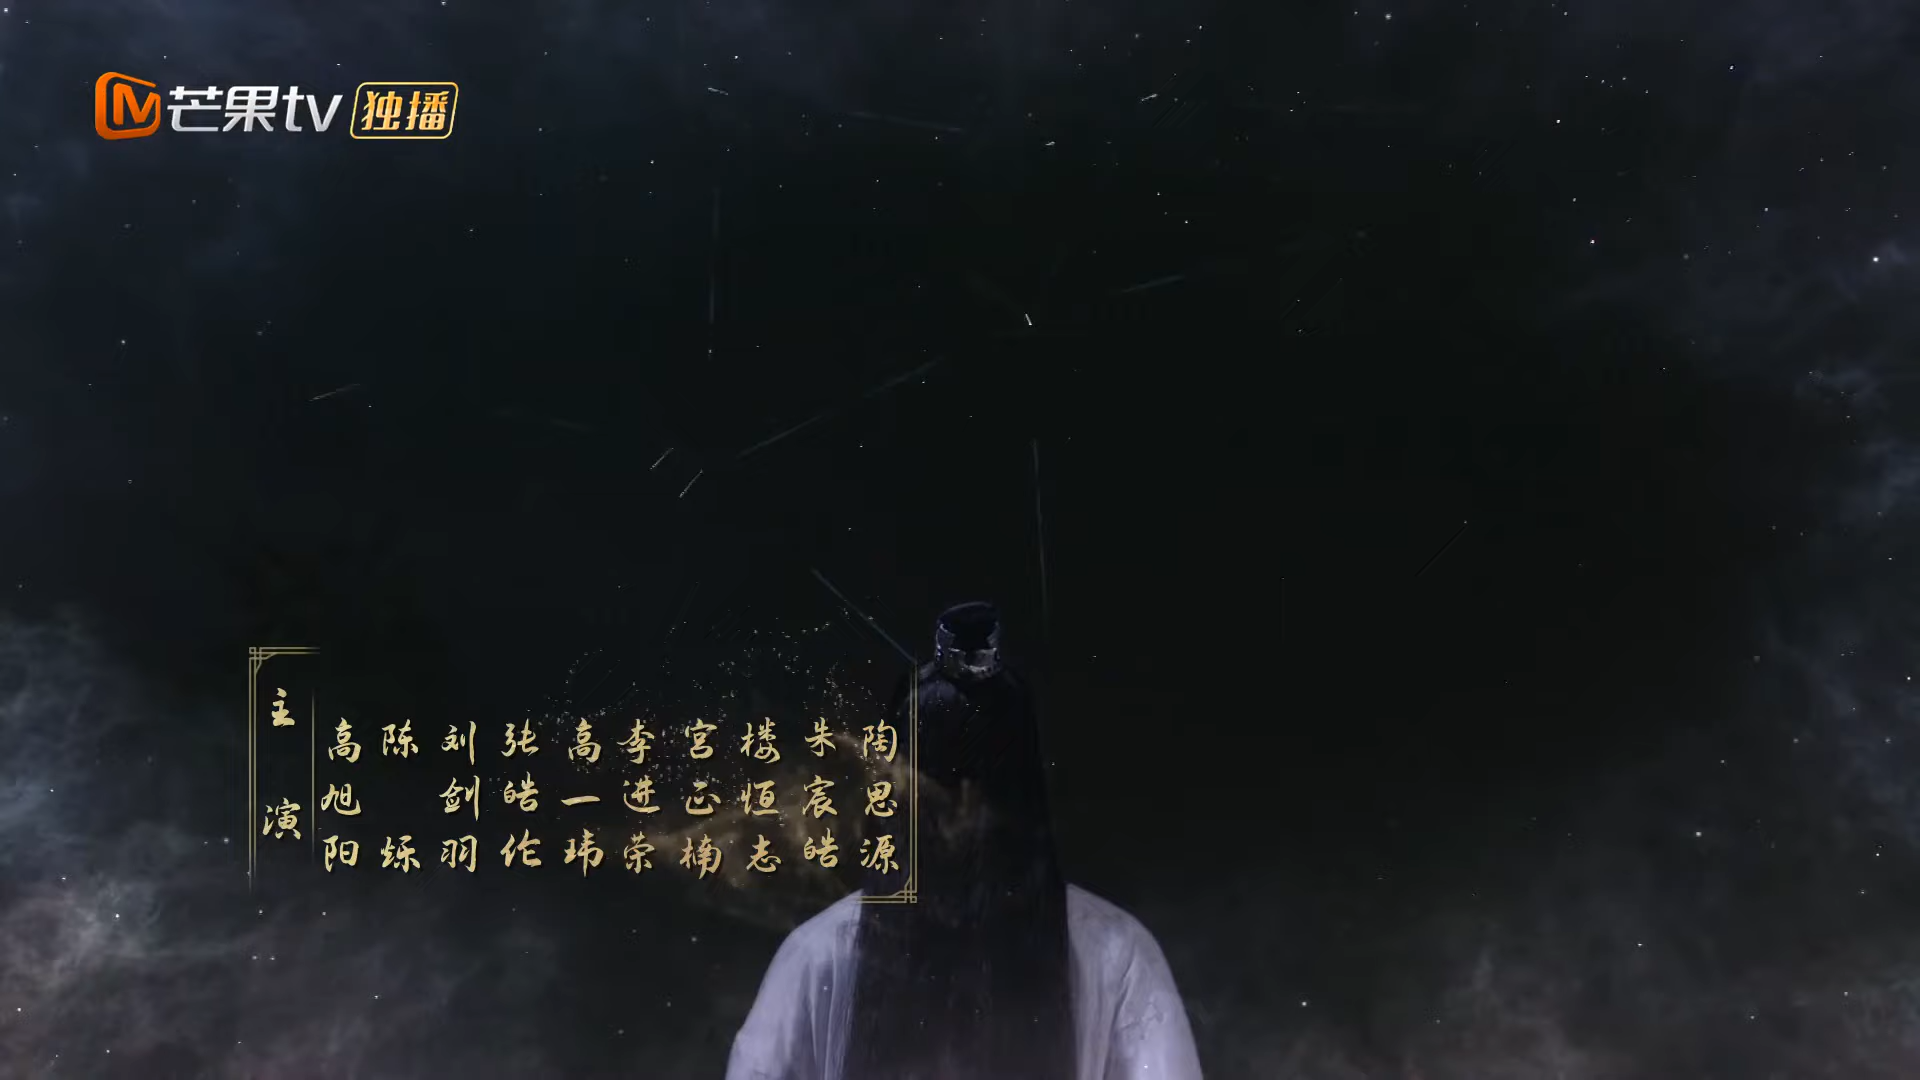 芒果tv 独播
主演
高旭阳
陈烁
刘剑羽
张皓伦
高一玮
李进荣
宫正楠
楼恒志
朱宸皓
陶思源